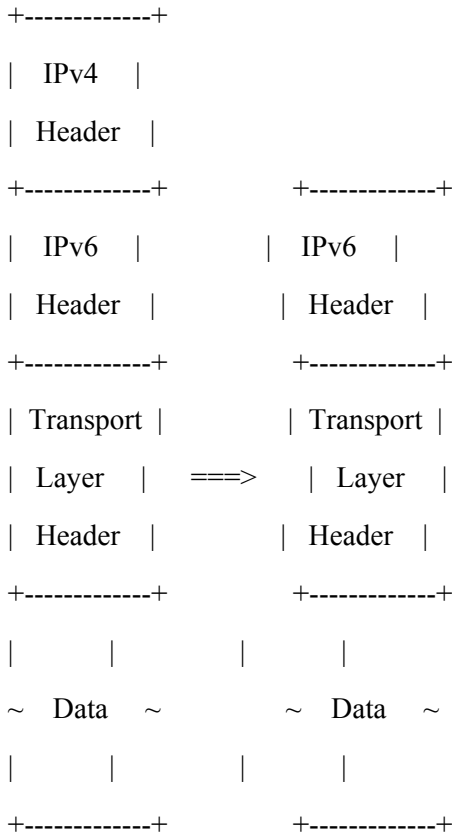 +-------------+
| IPv4 |
| Header |
+-------------+ +-------------+
| IPv6 | | IPv6 |
| Header | | Header |
+-------------+ +-------------+
| Transport | | Transport |
| Layer | ===> | Layer |
| Header | | Header |
+-------------+ +-------------+
| | | |
~ Data ~ ~ Data ~
| | | |
+-------------+ +-------------+